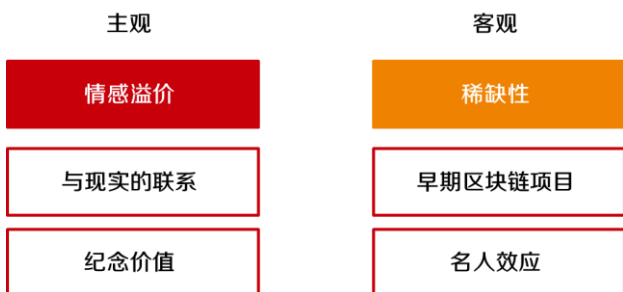 主观
客观
情感溢价
稀缺性
与现实的联系
早期区块链项目
纪念价值
名人效应